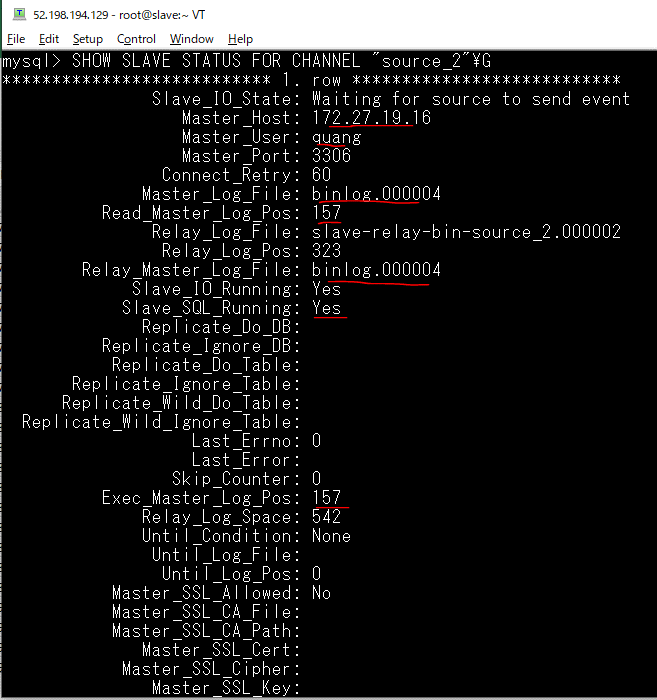 52.198.194.129 - root@slave:~ VT
File Edit Setup Control Window Help
mysql> SHOW SLAVE STATUS FOR CHANNEL "source_2"¥G
*************************** 1. row ***************************
Slave_IO_State: Waiting for source to send event
Master_Host: 172.27.19.16
Master_User: quang
Master_Port: 3306
Connect_Retry: 60
Master_Log_File: binlog.000004
Read_Master_Log_Pos: 157
Relay_Log_File: slave-relay-bin-source_2.000002
Relay_Log_Pos: 323
Relay_Master_Log_File: binlog.000004
Slave_IO_Running: Yes
Slave_SQL_Running: Yes
Replicate_Do_DB:
Replicate_Ignore_DB:
Replicate_Do_Table:
Replicate_Ignore_Table:
Replicate_Wild_Do_Table:
Replicate_Wild_Ignore_Table:
Last_Errno: 0
Last_Error:
Skip_Counter: 0
Exec_Master_Log_Pos: 157
Relay_Log_Space: 542
Until_Condition: None
Until_Log_File:
Until_Log_Pos: 0
Master_SSL_Allowed: No
Master_SSL_CA_File:
Master_SSL_CA_Path:
Master_SSL_Cert:
Master_SSL_Cipher:
Master_SSL_Key: